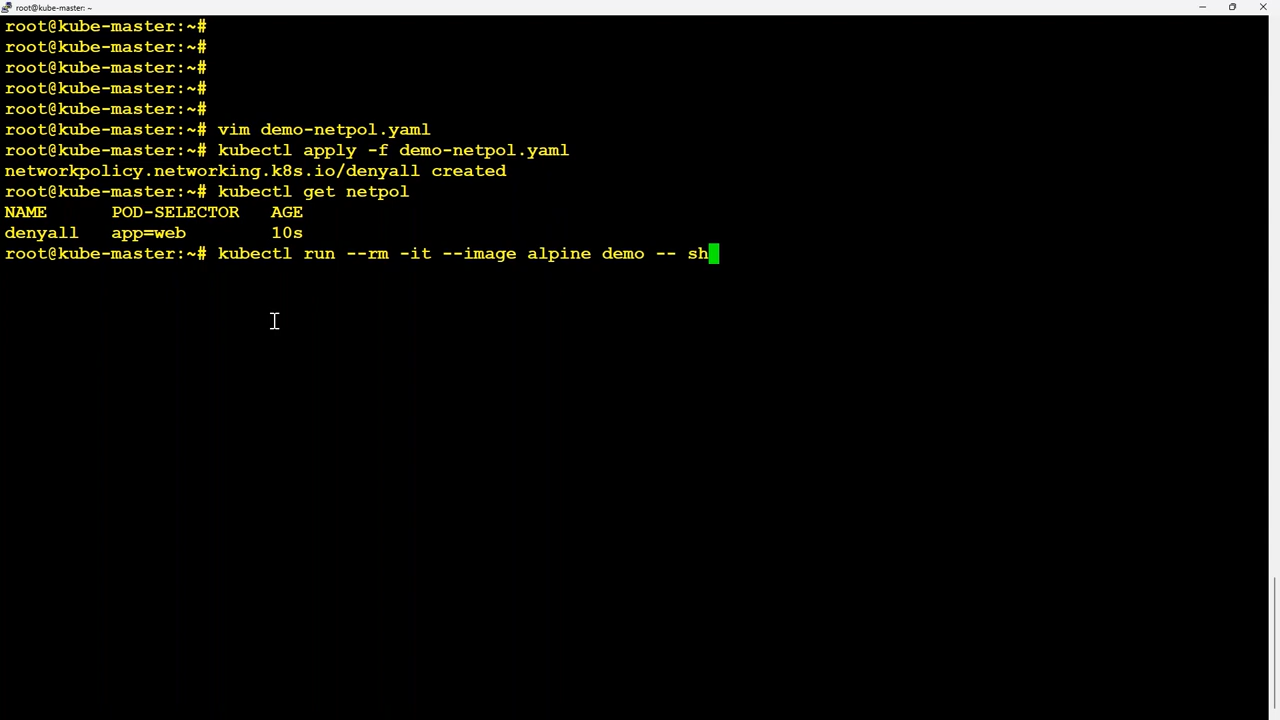 root@kube-master: ~
root@kube-master:~#
root@kube-master:~#
root@kube-master:~#
root@kube-master:~#
root@kube-master:~#
root@kube-master:~# vim demo-netpol.yaml
root@kube-master:~# kubectl apply -f demo-netpol.yaml
networkpolicy.networking.k8s.io/denyall created
root@kube-master:~# kubectl get netpol
NAME      POD-SELECTOR   AGE
denyall   app=web        10s
root@kube-master:~# kubectl run --rm -it --image alpine demo -- sh